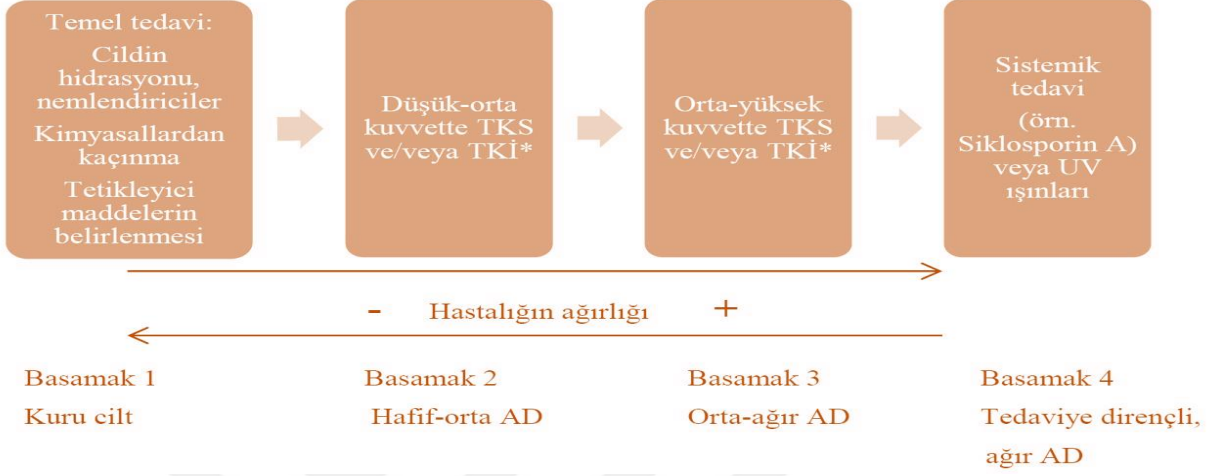 Temel tedavi:
Cildin
hidrasyonu,
nemlendiriciler
Kimyasallardan
kaçınma
Tetikleyici
maddelerin
belirlenmesi
Düşük-orta
kuvvette TKS
ve/veya TKİ*
Orta-yüksek
kuvvette TKS
ve/veya TKİ*
Sistemik
tedavi
(örn.
Siklosporin A)
veya UV
ışınları
- Hastalığın ağırlığı +
Basamak 1
Kuru cilt
Basamak 2
Hafif-orta AD
Basamak 3
Orta-ağır AD
Basamak 4
Tedaviye dirençli,
ağır AD